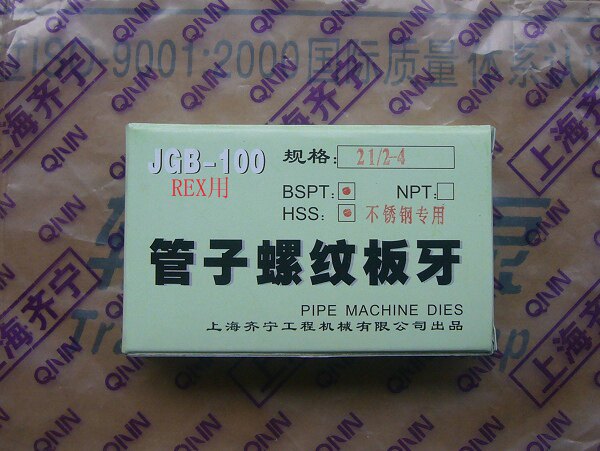 ISO-9001:2000国际质量体系认
JGB-100
规格: 21/2-4
REX用
BSPT: NPT:
HSS: 不锈钢专用
管子螺纹板牙
PIPE MACHINE DIES
上海齐宁工程机械有限公司出品
上海齐宁
QNN